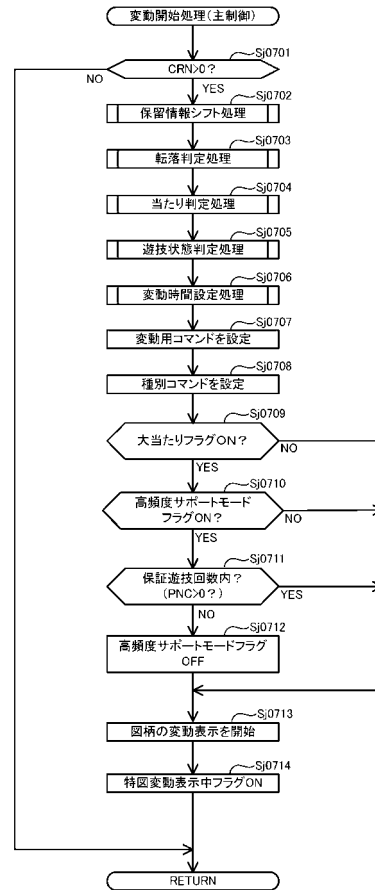 変動開始処理(主制御)
Sj0701
CRN>0?
NO
YES
Sj0702
保留情報シフト処理
Sj0703
転落判定処理
Sj0704
当たり判定処理
Sj0705
遊技状態判定処理
Sj0706
変動時間設定処理
Sj0707
変動用コマンドを設定
Sj0708
種別コマンドを設定
Sj0709
大当たりフラグON?
NO
YES
Sj0710
高頻度サポートモード
フラグON?
NO
YES
Sj0711
保証遊技回数内?
(PNC>0?)
YES
NO
Sj0712
高頻度サポートモードフラグ
OFF
Sj0713
図柄の変動表示を開始
Sj0714
特図変動表示中フラグON
RETURN